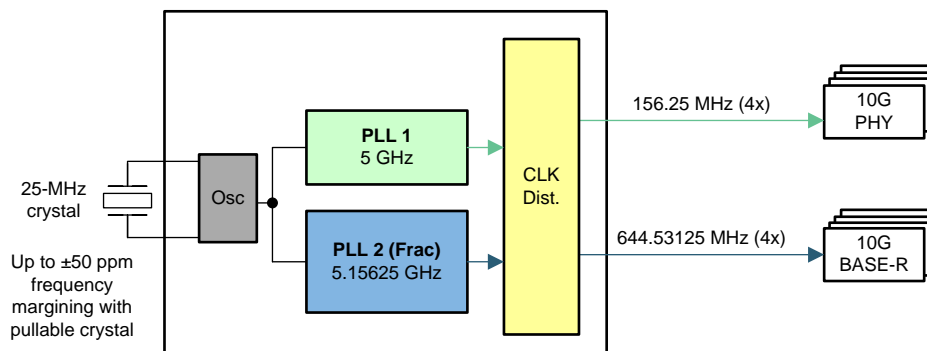 25-MHz
crystal
Up to ±50 ppm
frequency
margining with
pullable crystal
Osc
PLL 1
5 GHz
PLL 2 (Frac)
5.15625 GHz
CLK
Dist.
156.25 MHz (4x)
10G
PHY
644.53125 MHz (4x)
10G
BASE-R